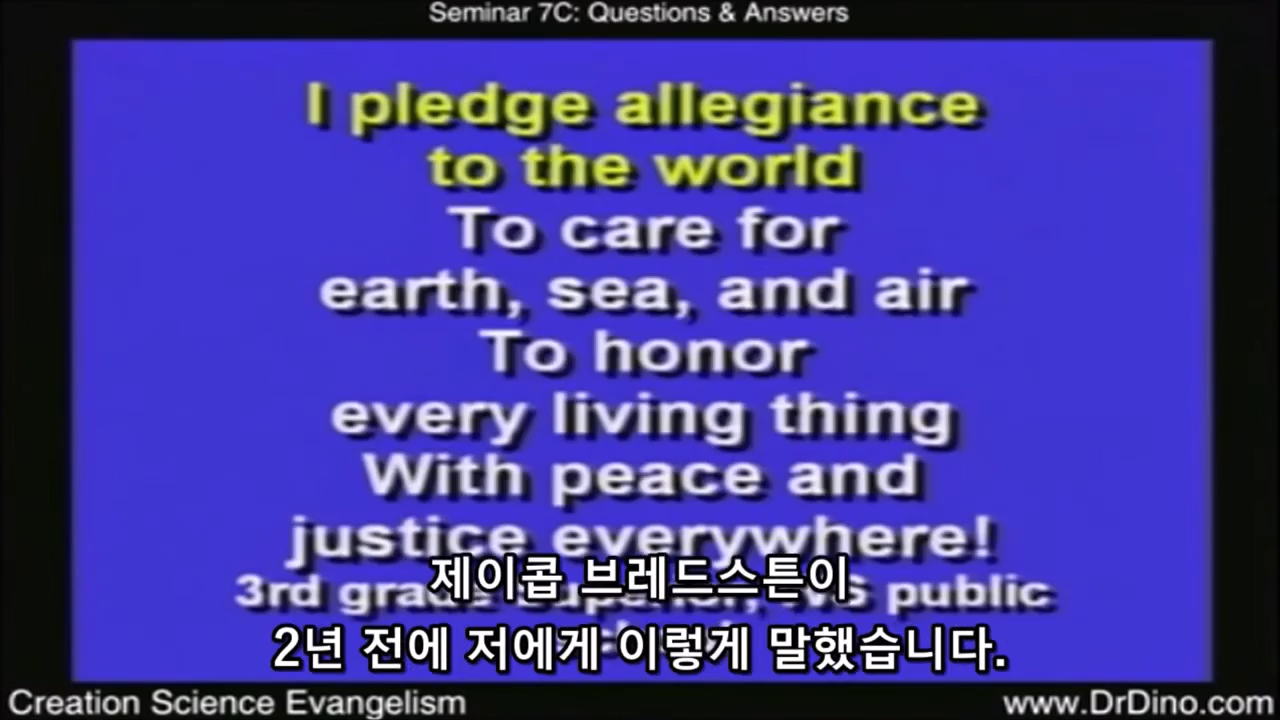 Seminar 7C: Questions & Answers
I pledge allegiance
to the world
To care for
earth, sea, and air
To honor
every living thing
With peace and
justice everywhere!
3rd grade public
제이콥 브레드스튼이
2년 전에 저에게 이렇게 말했습니다.
Creation Science Evangelism
www.DrDino.com